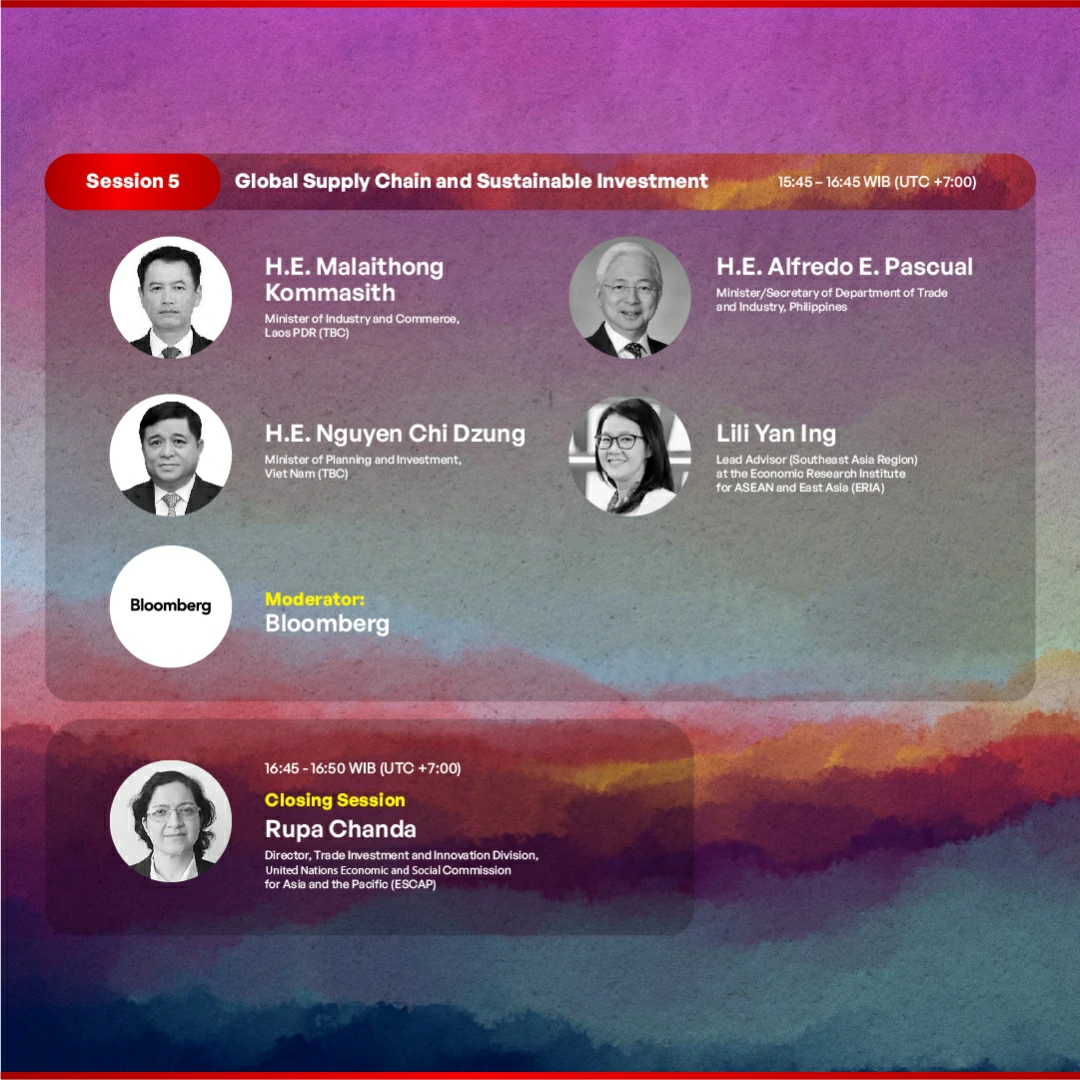 Session 5
Global Supply Chain and Sustainable Investment
15:45 – 16:45 WIB (UTC +7:00)
H.E. Malaithong
Kommasith
Minister of Industry and Commerce,
Laos PDR (TBC)
H.E. Alfredo E. Pascual
Minister/Secretary of Department of Trade
and Industry, Philippines
H.E. Nguyen Chi Dzung
Minister of Planning and Investment,
Viet Nam (TBC)
Lili Yan Ing
Lead Advisor (Southeast Asia Region)
at the Economic Research Institute
for ASEAN and East Asia (ERIA)
Bloomberg
Moderator:
Bloomberg
16:45 - 16:50 WIB (UTC +7:00)
Closing Session
Rupa Chanda
Director, Trade Investment and Innovation Division,
United Nations Economic and Social Commission
for Asia and the Pacific (ESCAP)